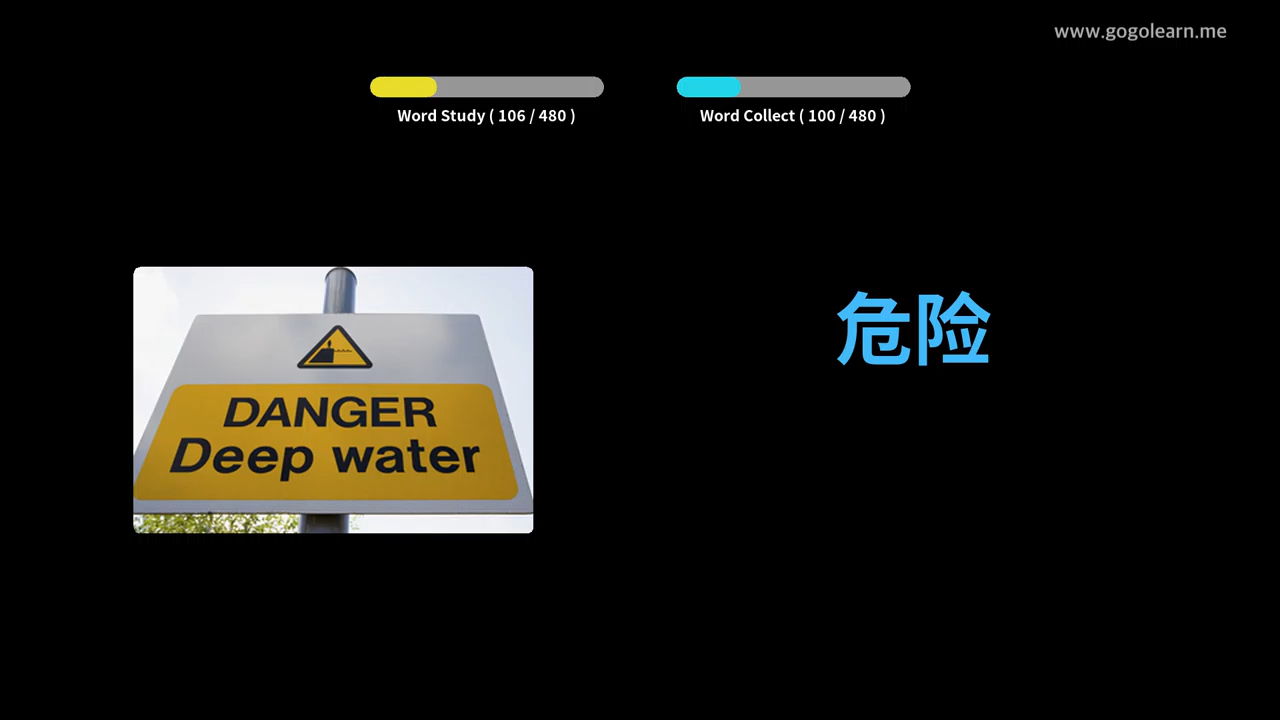 www.gogolearn.me
Word Study ( 106 / 480 )
Word Collect ( 100 / 480 )
危险
DANGER
Deep water